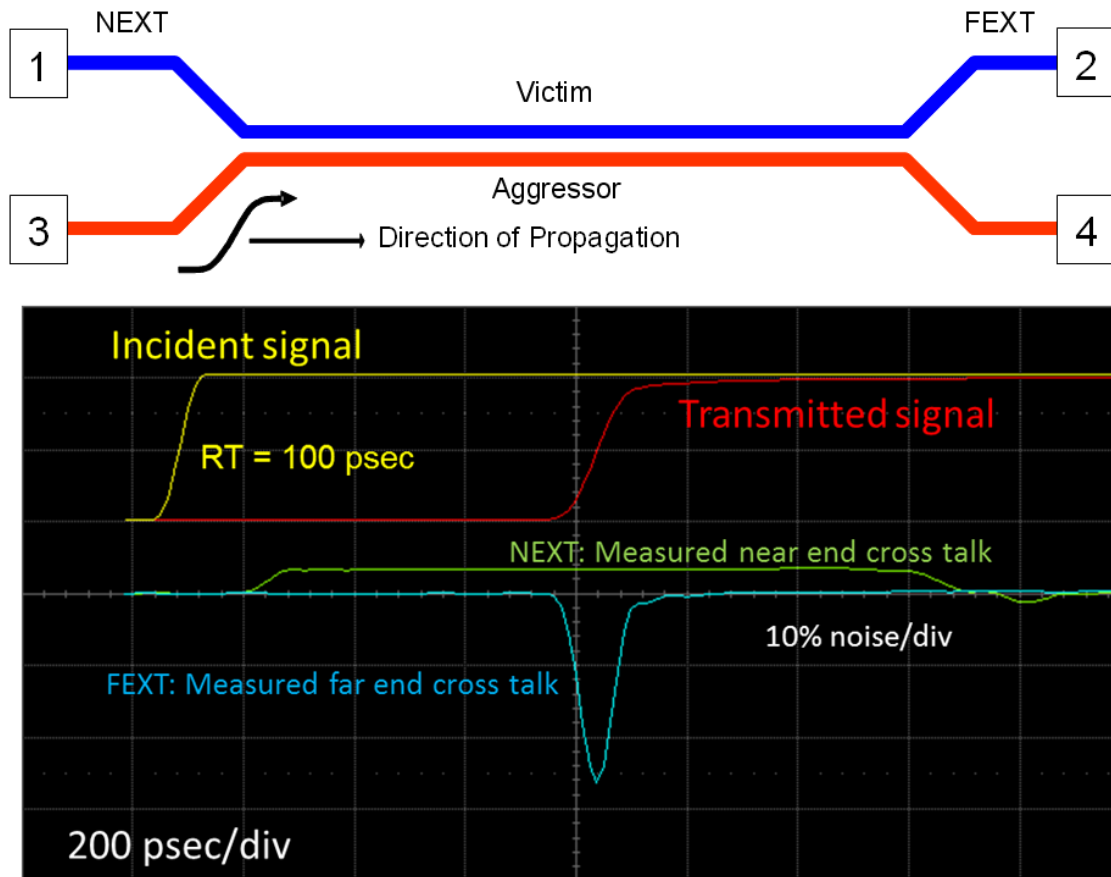 NEXT
FEXT
1
2
Victim
Aggressor
3
4
Direction of Propagation
Incident signal
Transmitted signal
RT = 100 psec
NEXT: Measured near end cross talk
10% noise/div
FEXT: Measured far end cross talk
200 psec/div